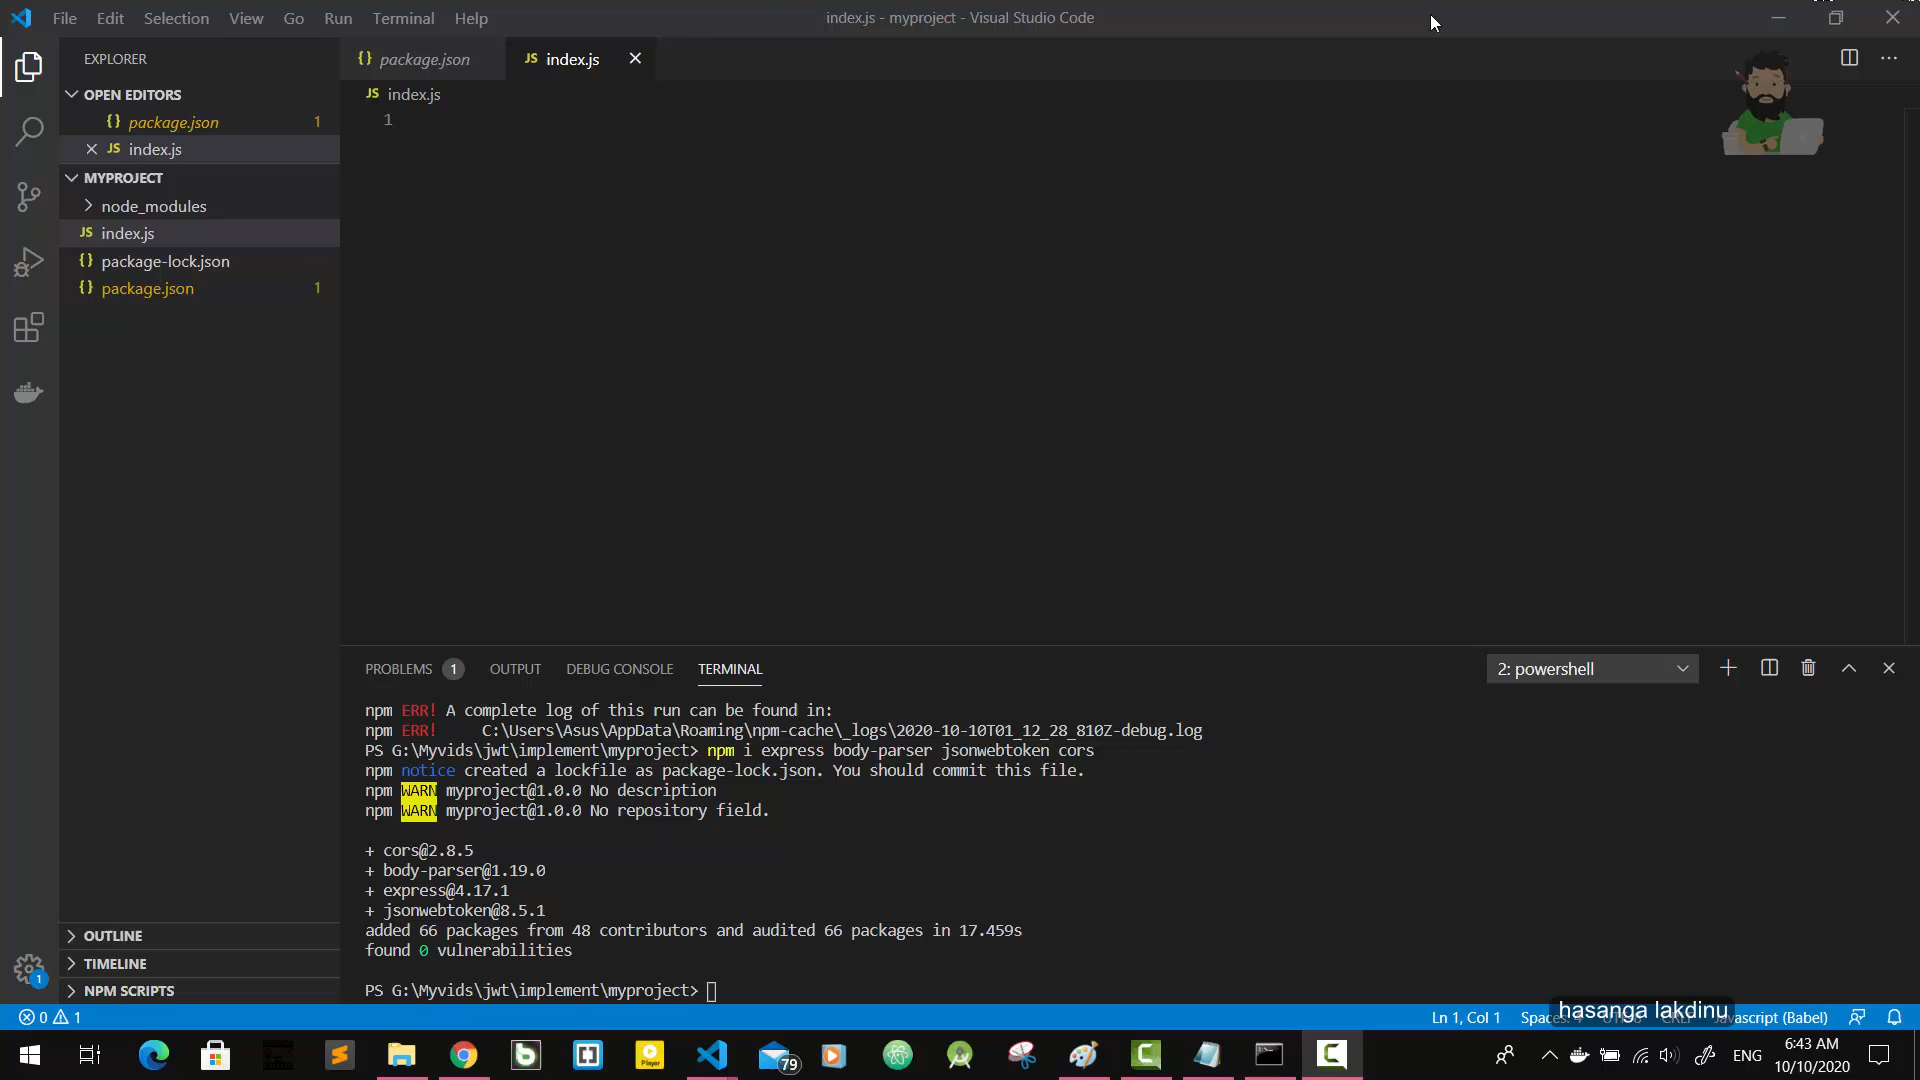 File Edit Selection View Go Run Terminal Help
index.js - myproject - Visual Studio Code
EXPLORER
OPEN EDITORS
package.json 1
index.js
MYPROJECT
node_modules
JS index.js
package-lock.json
package.json 1
OUTLINE
TIMELINE
NPM SCRIPTS
1
{} package.json
JS index.js
JS index.js
1
PROBLEMS 1 OUTPUT DEBUG CONSOLE TERMINAL
2: powershell
npm ERR! A complete log of this run can be found in:
npm ERR!     C:\Users\Asus\AppData\Roaming\npm-cache\_logs\2020-10-10T01_12_28_810Z-debug.log
PS G:\Myvids\jwt\implement\myproject> npm i express body-parser jsonwebtoken cors
npm notice created a lockfile as package-lock.json. You should commit this file.
npm WARN myproject@1.0.0 No description
npm WARN myproject@1.0.0 No repository field.
+ cors@2.8.5
+ body-parser@1.19.0
+ express@4.17.1
+ jsonwebtoken@8.5.1
added 66 packages from 48 contributors and audited 66 packages in 17.459s
found 0 vulnerabilities
PS G:\Myvids\jwt\implement\myproject>
0 1
Ln 1, Col 1
hasanga lakdinu
(Babel)
79
Player
ENG
6:43 AM
10/10/2020